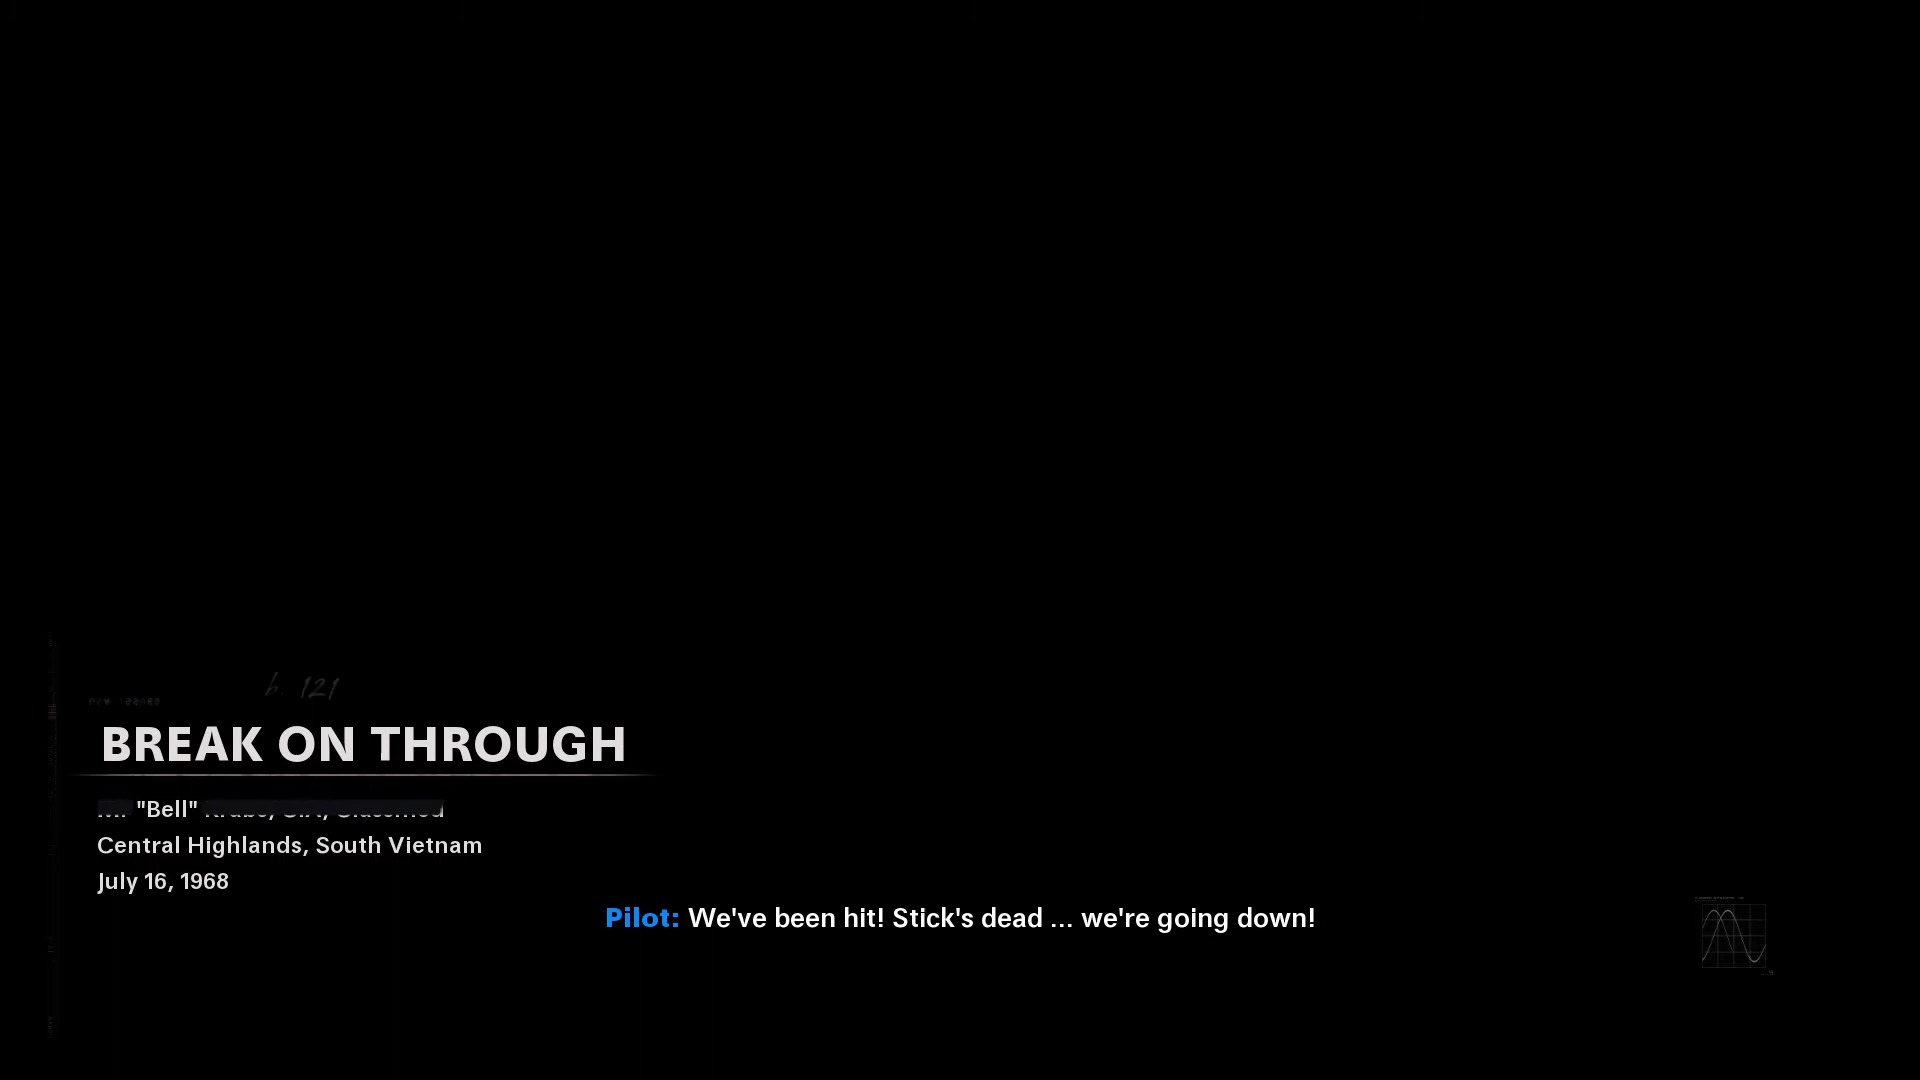 b. 121
BREAK ON THROUGH
"Bell"
Central Highlands, South Vietnam
July 16, 1968
Pilot: We've been hit! Stick's dead ... we're going down!